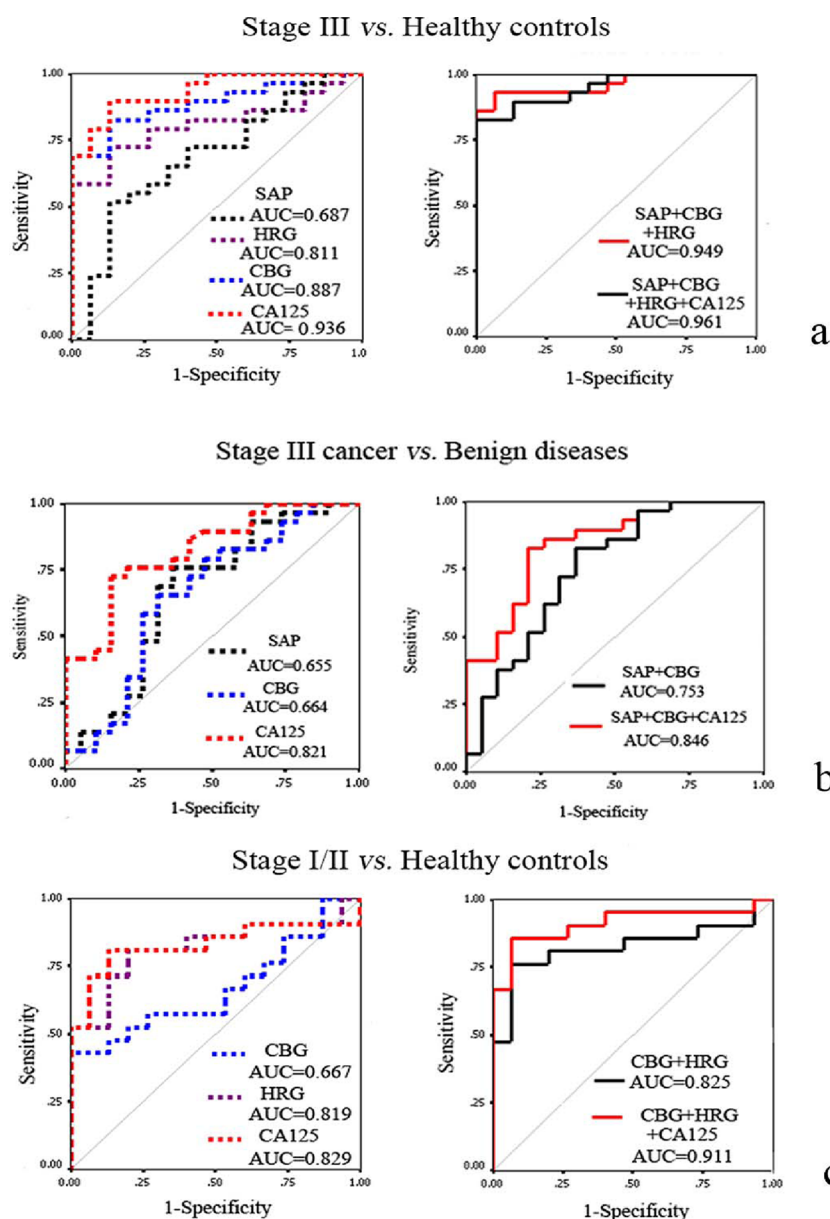 Stage III vs. Healthy controls
1.00
.75
.50
.25
0.00
Sensitivity
0.00
.25
.50
.75
1.00
1-Specificity
SAP
AUC=0.687
HRG
AUC=0.811
CBG
AUC=0.887
CA125
AUC= 0.936
1.00
.75
.50
.25
0.00
Sensitivity
0.00
.25
.50
.75
1.00
1-Specificity
SAP+CBG
+HRG
AUC=0.949
SAP+CBG
+HRG+CA125
AUC=0.961
a
Stage III cancer vs. Benign diseases
1.00
.75
.50
.25
0.00
Sensitivity
0.00
.25
.50
.75
1.00
1-Specificity
SAP
AUC=0.655
CBG
AUC=0.664
CA125
AUC=0.821
1.00
.75
.50
.25
0.00
Sensitivity
0.00
.25
.50
.75
1.00
1-Specificity
SAP+CBG
AUC=0.753
SAP+CBG+CA125
AUC=0.846
b
Stage I/II vs. Healthy controls
1.00
.75
.50
.25
0.00
Sensitivity
0.00
.25
.50
.75
1.00
1-Specificity
CBG
AUC=0.667
HRG
AUC=0.819
CA125
AUC=0.829
1.00
.75
.50
.25
0.00
Sensitivity
0.00
.25
.50
.75
1.00
1-Specificity
CBG+HRG
AUC=0.825
CBG+HRG
+CA125
AUC=0.911
c